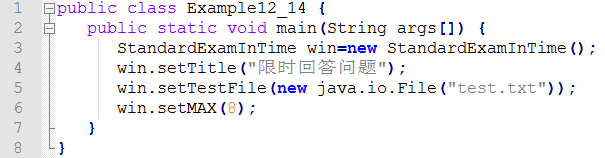 1 public class Example12_14 {
2 public static void main(String args[]) {
3 StandardExamInTime win=new StandardExamInTime();
4 win.setTitle("限时回答问题");
5 win.setTestFile(new java.io.File("test.txt"));
6 win.setMAX(8);
7 }
8 }